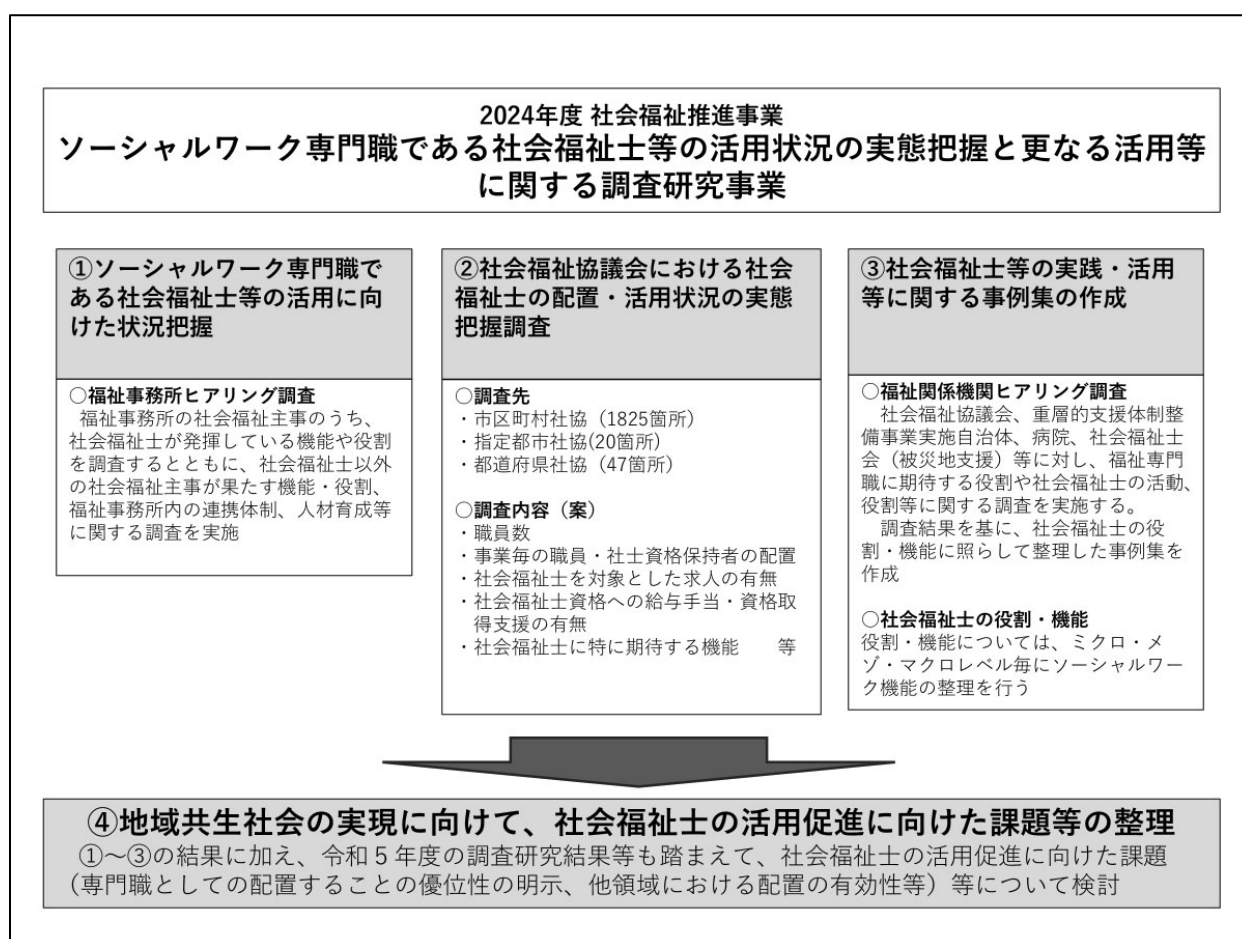 2024年度 社会福祉推進事業
ソーシャルワーク専門職である社会福祉士等の活用状況の実態把握と更なる活用等
に関する調査研究事業
①ソーシャルワーク専門職で
ある社会福祉士等の活用に向
けた状況把握
○福祉事務所ヒアリング調査
福祉事務所の社会福祉主事のうち、
社会福祉士が発揮している機能や役割
を調査するとともに、社会福祉士以外
の社会福祉主事が果たす機能・役割、
福祉事務所内の連携体制、人材育成等
に関する調査を実施
②社会福祉協議会における社会
福祉士の配置・活用状況の実態
把握調査
○調査先
・市区町村社協（1825箇所）
・指定都市社協(20箇所）
・都道府県社協（47箇所）
○調査内容（案）
・職員数
・事業毎の職員・社士資格保持者の配置
・社会福祉士を対象とした求人の有無
・社会福祉士資格への給与手当・資格取
得支援の有無
・社会福祉士に特に期待する機能　　等
③社会福祉士等の実践・活用
等に関する事例集の作成
○福祉関係機関ヒアリング調査
社会福祉協議会、重層的支援体制整
備事業実施自治体、病院、社会福祉士
会（被災地支援）等に対し、福祉専門
職に期待する役割や社会福祉士の活動、
役割等に関する調査を実施する。
調査結果を基に、社会福祉士の役
割・機能に照らして整理した事例集を
作成
○社会福祉士の役割・機能
役割・機能については、ミクロ・メ
ゾ・マクロレベル毎にソーシャルワー
ク機能の整理を行う
④地域共生社会の実現に向けて、社会福祉士の活用促進に向けた課題等の整理
①～③の結果に加え、令和５年度の調査研究結果等も踏まえて、社会福祉士の活用促進に向けた課題
（専門職としての配置することの優位性の明示、他領域における配置の有効性等）等について検討